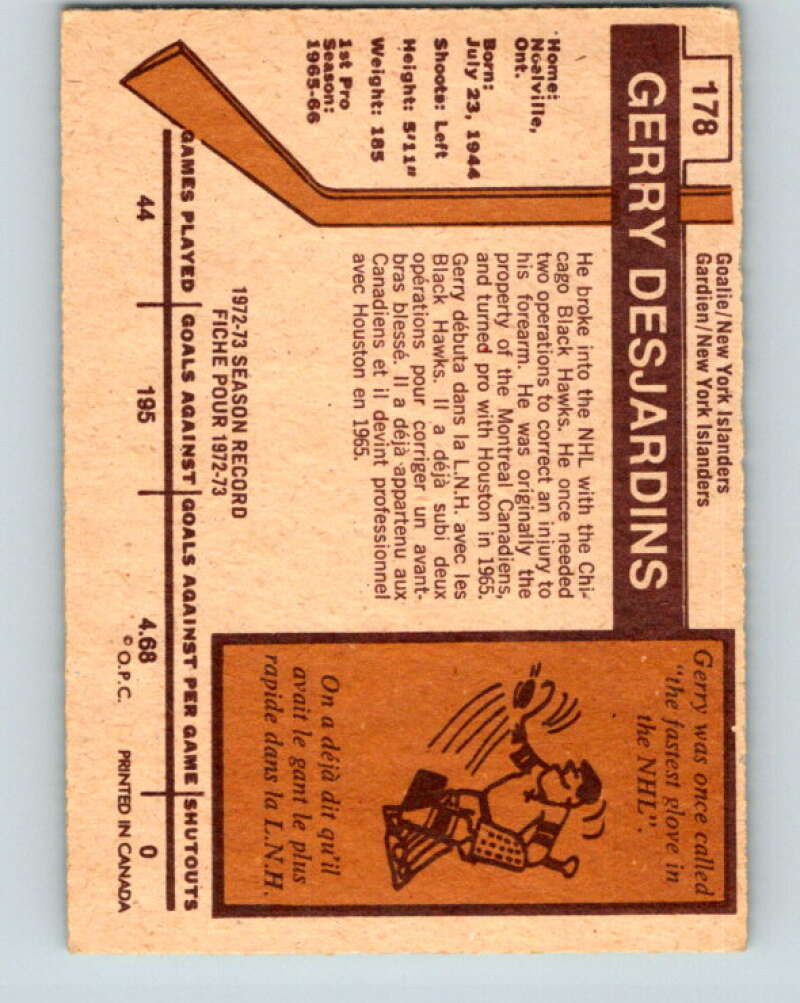 178
Goalie/New York Islanders
Gardien/New York Islanders
GERRY DESJARDINS
Home:
Noelville,
Ont.
Born:
July 23, 1944
Shoots: Left
Height: 5'11"
Weight: 185
1st Pro
Season:
1965-66
He broke into the NHL with the Chi-
cago Black Hawks. He once needed
two operations to correct an injury to
his forearm. He was originally the
property of the Montreal Canadiens,
and turned pro with Houston in 1965.
Gerry débuta dans la L.N.H. avec les
Black Hawks. Il a déjà subi deux
opérations pour corriger un avant-
bras blessé. Il a déjà appartenu aux
Canadiens et il devint professionnel
avec Houston en 1965.
Gerry was once called
"the fastest glove in
the NHL".
On a déjà dit qu'il
avait le gant le plus
rapide dans la L.N.H.
1972-73 SEASON RECORD
FICHE POUR 1972-73
GAMES PLAYED GOALS AGAINST GOALS AGAINST PER GAME SHUTOUTS
44 195 4.68 0
© O.P.C. PRINTED IN CANADA